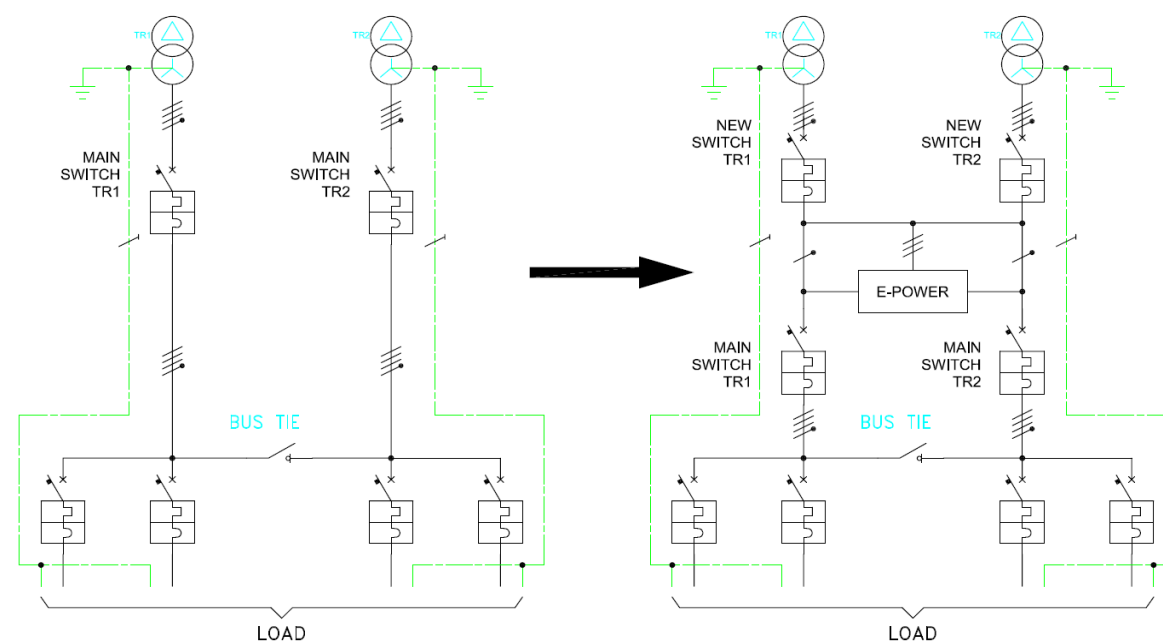 TR1
TR2
MAIN
SWITCH
TR1
MAIN
SWITCH
TR2
BUS TIE
LOAD
TR1
TR2
NEW
SWITCH
TR1
NEW
SWITCH
TR2
E-POWER
MAIN
SWITCH
TR1
MAIN
SWITCH
TR2
BUS TIE
LOAD